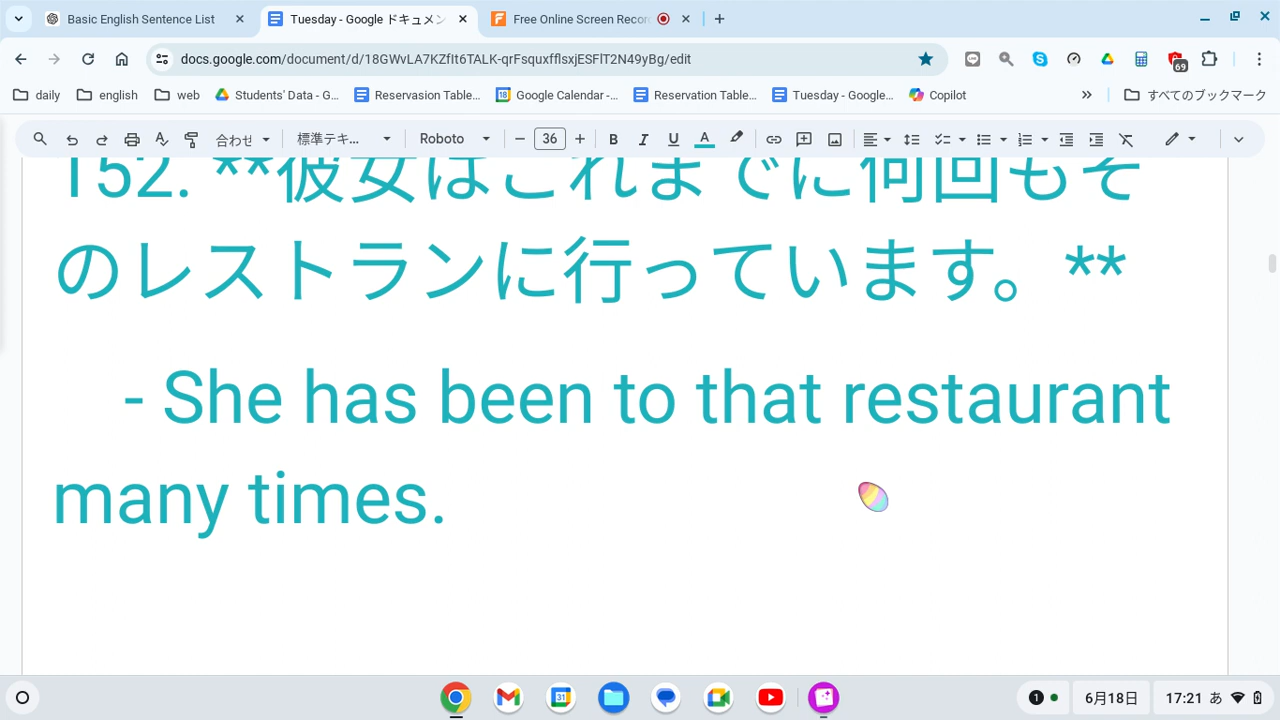 Basic English Sentence List
Tuesday - Google ドキュメン
Free Online Screen Recor
docs.google.com/document/d/18GWvLA7KZfIt6TALK-qrFsquxfflsxjESFlT2N49yBg/edit
69
daily
english
web
Students' Data - G...
Reservasion Table...
Google Calendar -...
Reservation Table...
Tuesday - Google...
Copilot
すべてのブックマーク
合わせ
標準テキ...
Roboto
36
B
I
U
A
152. **彼女はこれまでに何回もそ
のレストランに行っています。**
- She has been to that restaurant
many times.
1
6月18日
17:21
あ